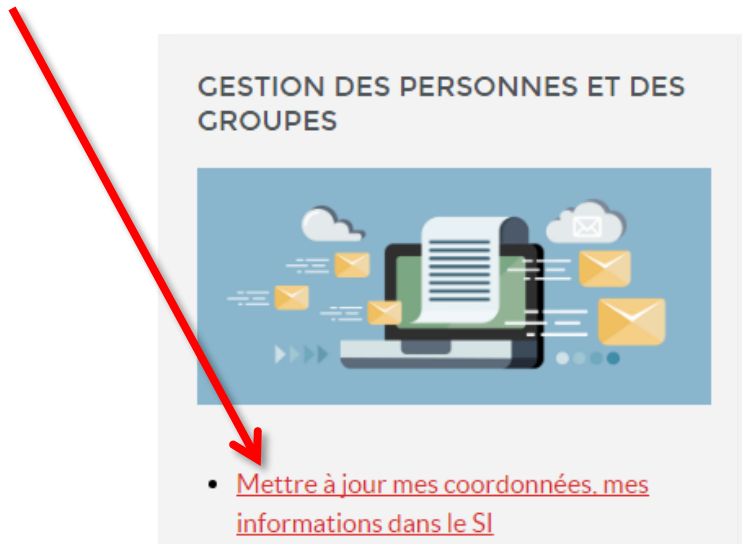 GESTION DES PERSONNES ET DES
GROUPES
• Mettre à jour mes coordonnées, mes
informations dans le SI